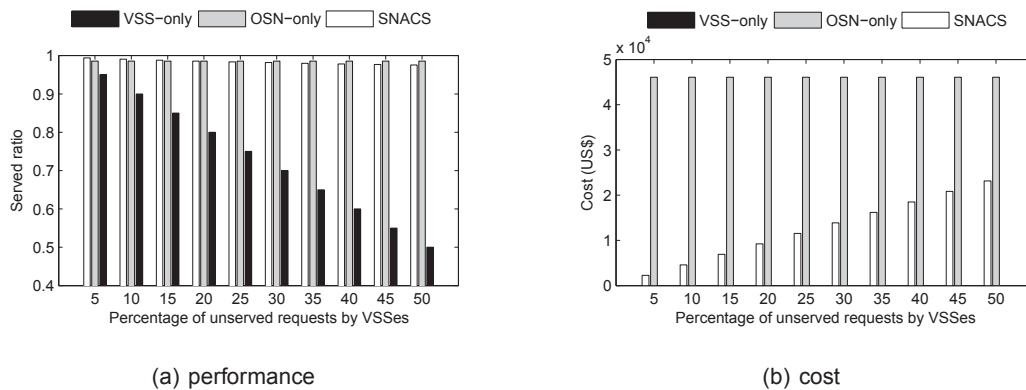 VSS-only OSN-only SNACS
1
0.9
0.8
0.7
0.6
0.5
0.4
Served ratio
5 10 15 20 25 30 35 40 45 50
Percentage of unserved requests by VSSes
(a) performance
VSS-only OSN-only SNACS
x 10^4
5
4
3
2
1
0
Cost (US$)
5 10 15 20 25 30 35 40 45 50
Percentage of unserved requests by VSSes
(b) cost